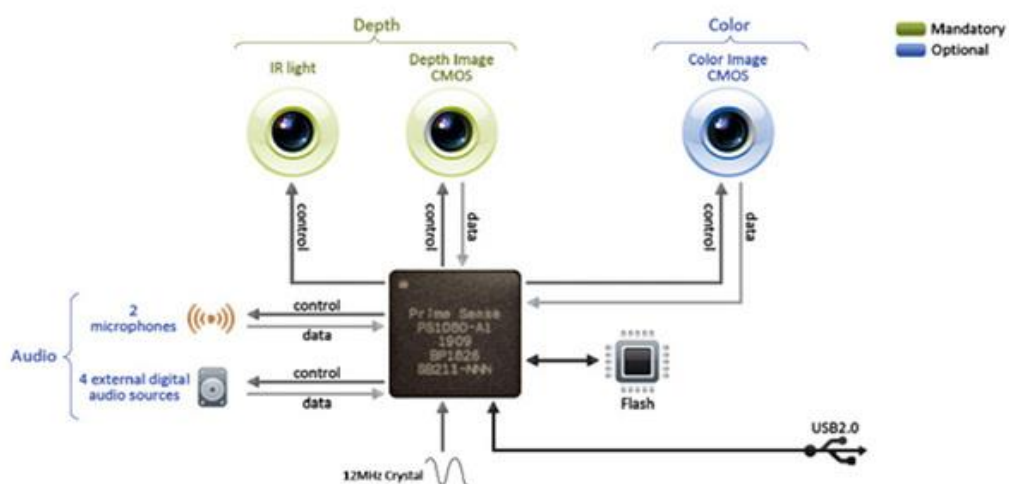 Depth
Color
Mandatory
Optional
IR light
Depth Image
CMOS
Color Image
CMOS
control
control
data
control
data
Audio
2
microphones
control
data
4 external digital
audio sources
control
data
Prime Sense
PS1080-A1
1909
BP1826
SB211-NNN
Flash
USB2.0
12MHz Crystal